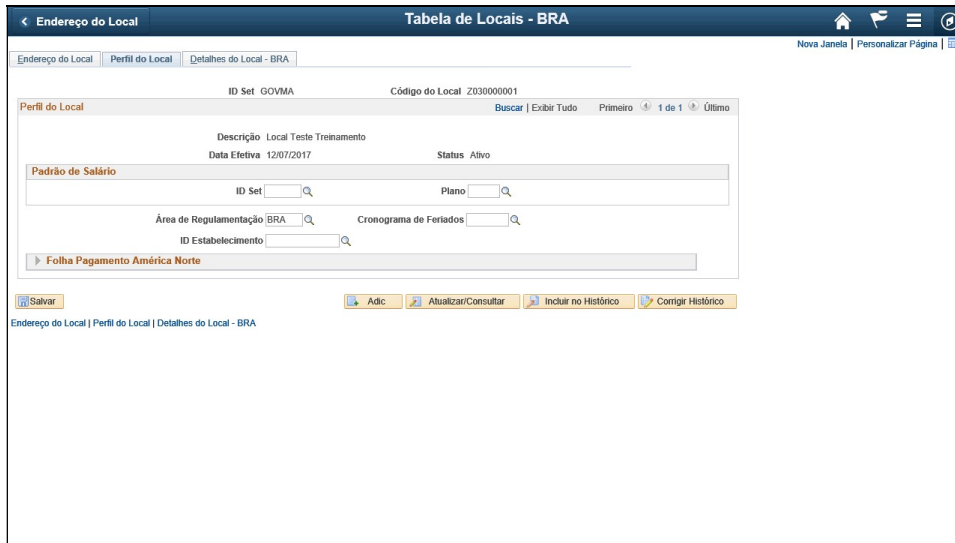 Endereço do Local
Tabela de Locais - BRA
Nova Janela | Personalizar Página |
Endereço do Local
Perfil do Local
Detalhes do Local - BRA
ID Set GOVMA Código do Local Z030000001
Perfil do Local Buscar | Exibir Tudo Primeiro 1 de 1 Último
Descrição Local Teste Treinamento
Data Efetiva 12/07/2017 Status Ativo
Padrão de Salário
ID Set Plano
Área de Regulamentação BRA Cronograma de Feriados
ID Estabelecimento
Folha Pagamento América Norte
Salvar Adic Atualizar/Consultar Incluir no Histórico Corrigir Histórico
Endereço do Local | Perfil do Local | Detalhes do Local - BRA